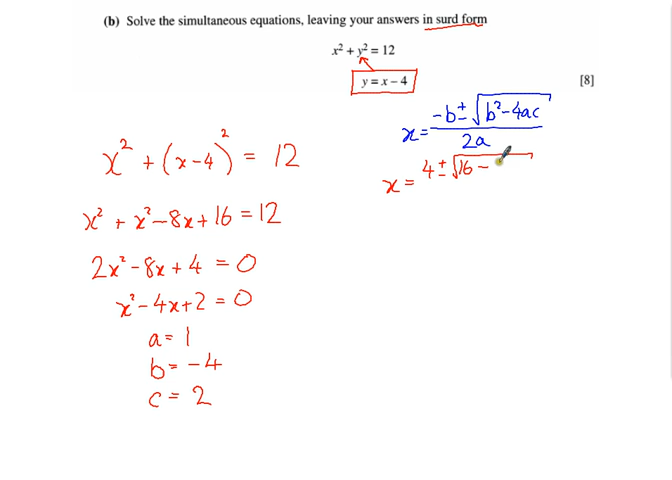 (b) Solve the simultaneous equations, leaving your answers in surd form
x² + y² = 12
y = x – 4
[8]
x² + (x – 4)² = 12
x² + x² – 8x + 16 = 12
2x² – 8x + 4 = 0
x² – 4x + 2 = 0
a = 1
b = – 4
c = 2
x = (-b ± √(b² – 4ac)) / 2a
x = 4 ± √16 –